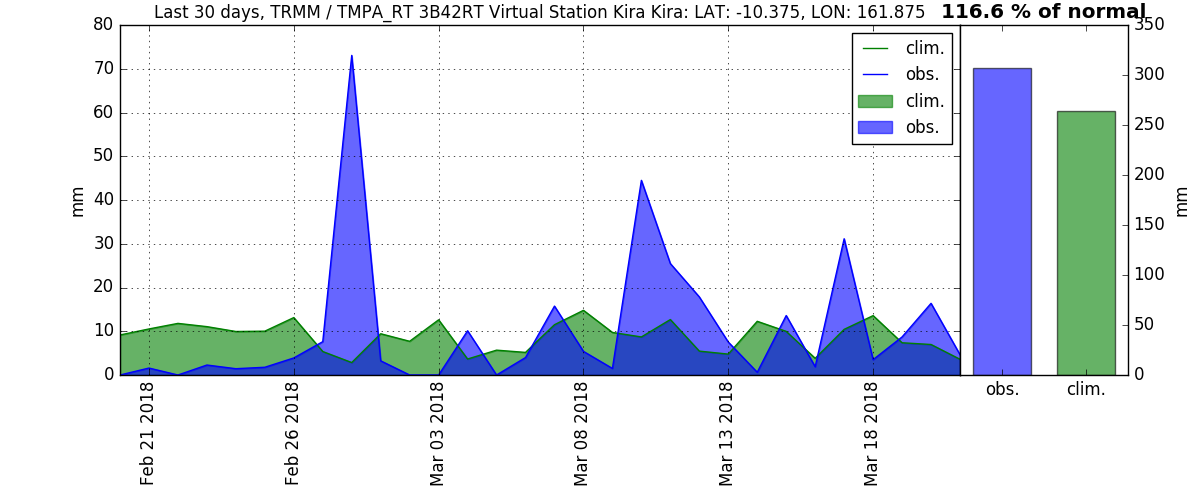 Last 30 days, TRMM / TMPA_RT 3B42RT Virtual Station Kira Kira: LAT: -10.375, LON: 161.875
116.6 % of normal
80
70
60
50
40
30
20
10
0
mm
clim.
obs.
clim.
obs.
Feb 21 2018
Feb 26 2018
Mar 03 2018
Mar 08 2018
Mar 13 2018
Mar 18 2018
350
300
250
200
150
100
50
0
mm
obs.
clim.